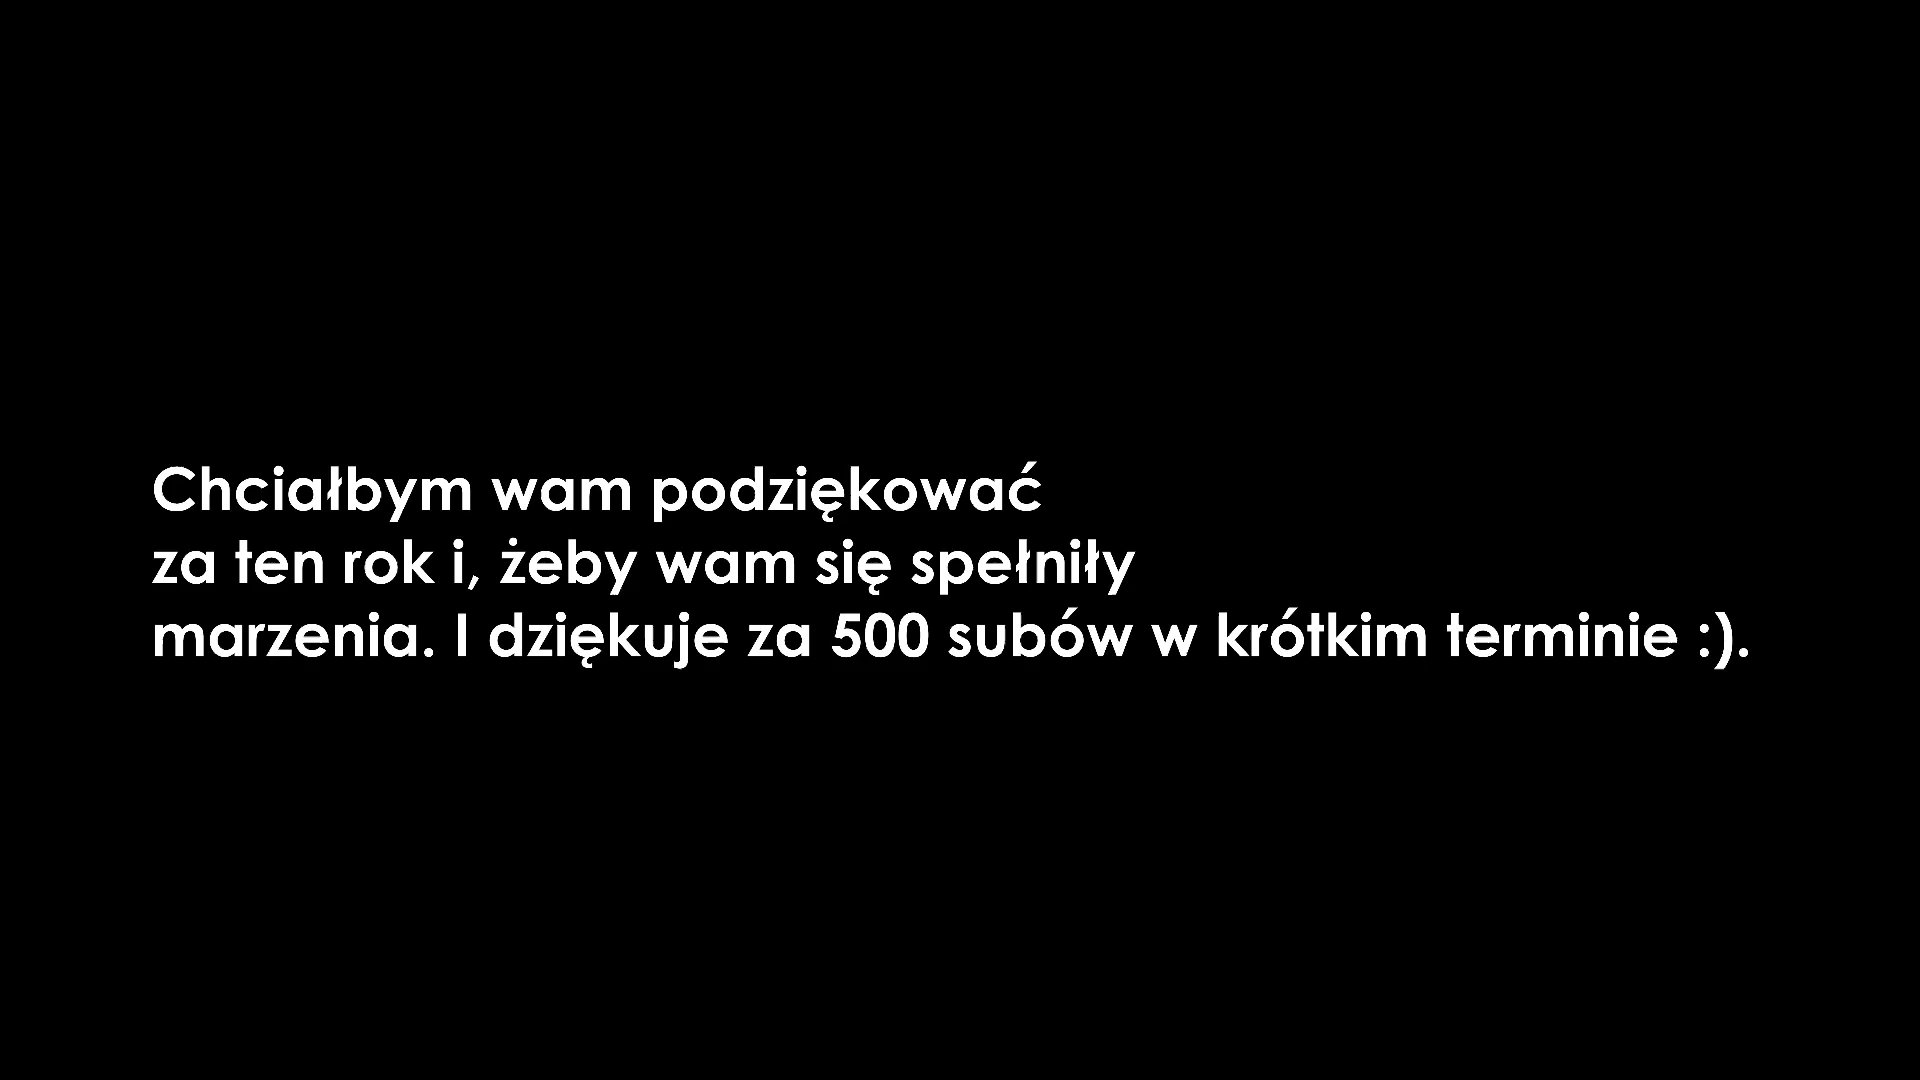 Chciałbym wam podziękować
za ten rok i, żeby wam się spełniły
marzenia. I dziękuje za 500 subów w krótkim terminie :).